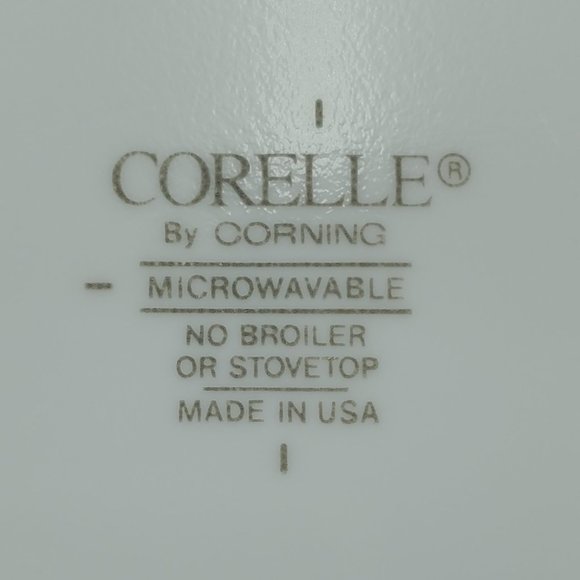 CORELLE®
By CORNING
MICROWAVABLE
NO BROILER
OR STOVETOP
MADE IN USA